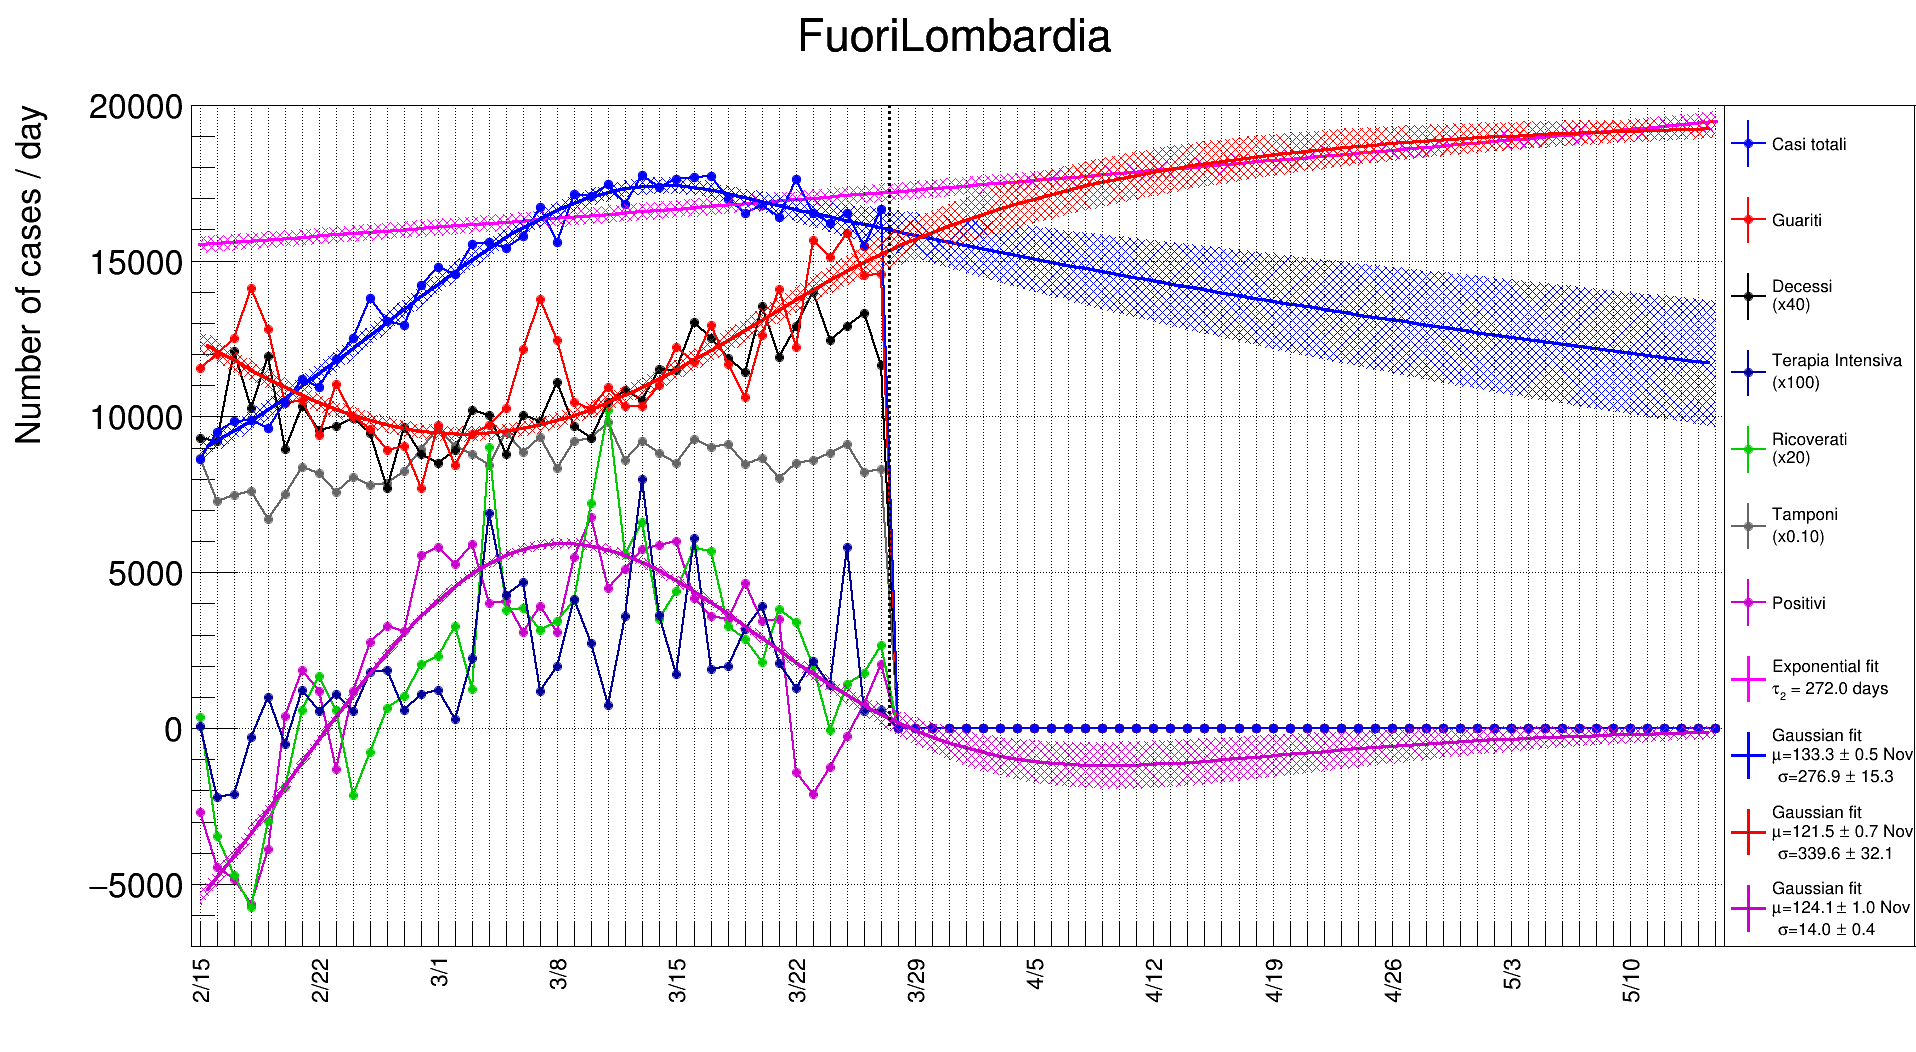 FuoriLombardia
Number of cases / day
20000
15000
10000
5000
0
−5000
2/15
2/22
3/1
3/8
3/15
3/22
3/29
4/5
4/12
4/19
4/26
5/3
5/10
Casi totali
Guariti
Decessi
(x40)
Terapia Intensiva
(x100)
Ricoverati
(x20)
Tamponi
(x0.10)
Positivi
Exponential fit
τ2 = 272.0 days
Gaussian fit
μ=133.3 ± 0.5 Nov
σ=276.9 ± 15.3
Gaussian fit
μ=121.5 ± 0.7 Nov
σ=339.6 ± 32.1
Gaussian fit
μ=124.1 ± 1.0 Nov
σ=14.0 ± 0.4